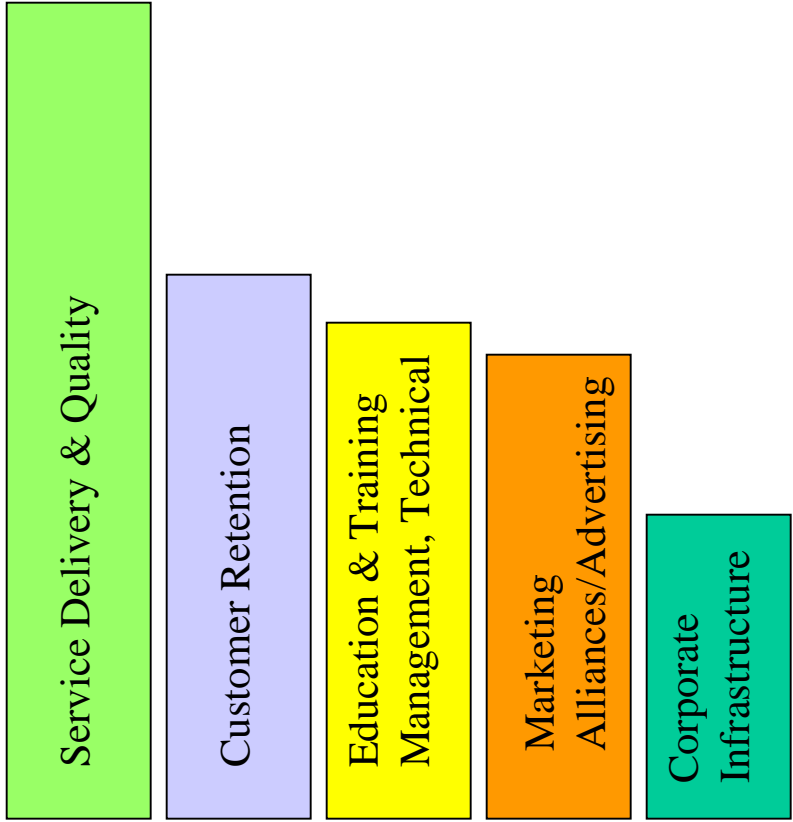 Service Delivery & Quality
Customer Retention
Education & Training
Management, Technical
Marketing
Alliances/Advertising
Corporate
Infrastructure